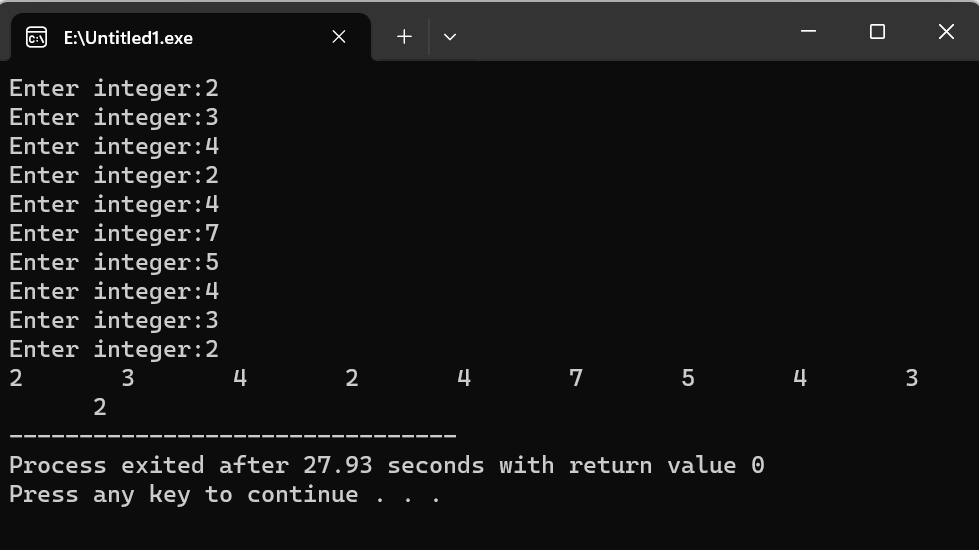 E:\Untitled1.exe
Enter integer:2
Enter integer:3
Enter integer:4
Enter integer:2
Enter integer:4
Enter integer:7
Enter integer:5
Enter integer:4
Enter integer:3
Enter integer:2
2       3       4       2       4       7       5       4       3
      2
--------------------------------
Process exited after 27.93 seconds with return value 0
Press any key to continue . . .